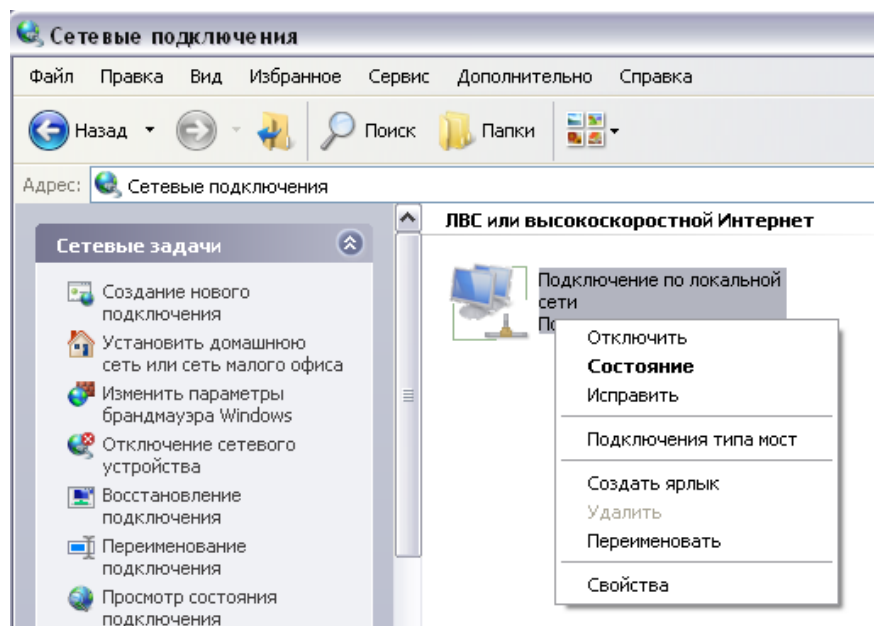 Сетевые подключения
Файл Правка Вид Избранное Сервис Дополнительно Справка
Назад Поиск Папки
Адрес: Сетевые подключения
Сетевые задачи
Создание нового
подключения
Установить домашнюю
сеть или сеть малого офиса
Изменить параметры
брандмауэра Windows
Отключение сетевого
устройства
Восстановление
подключения
Переименование
подключения
Просмотр состояния
подключения
ЛВС или высокоскоростной Интернет
Подключение по локальной
сети
Отключить
Состояние
Исправить
Подключения типа мост
Создать ярлык
Удалить
Переименовать
Свойства